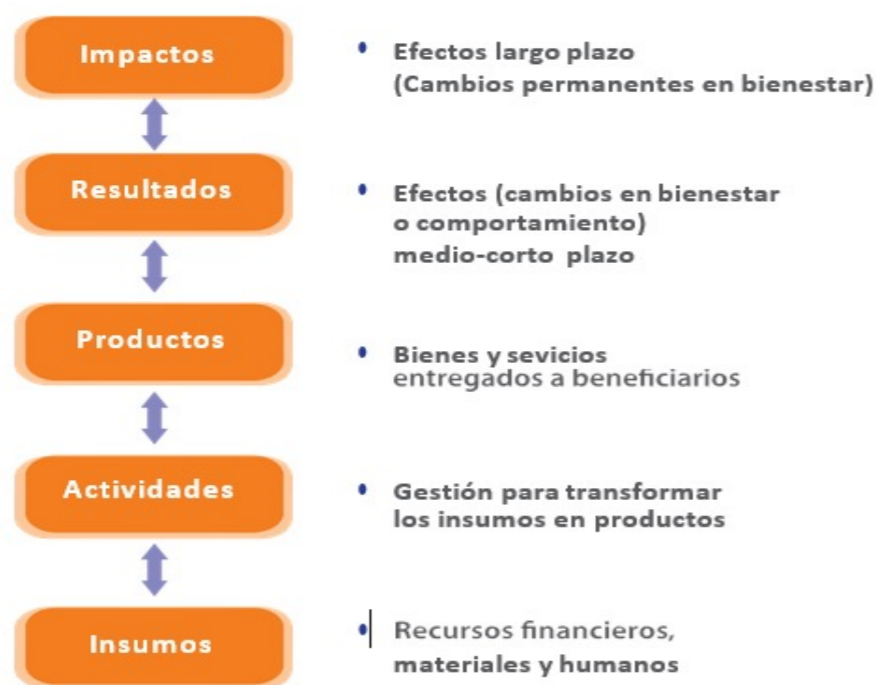 Impactos
• Efectos largo plazo
(Cambios permanentes en bienestar)
Resultados
• Efectos (cambios en bienestar
o comportamiento)
medio-corto plazo
Productos
• Bienes y sevicios
entregados a beneficiarios
Actividades
• Gestión para transformar
los insumos en productos
Insumos
• Recursos financieros,
materiales y humanos